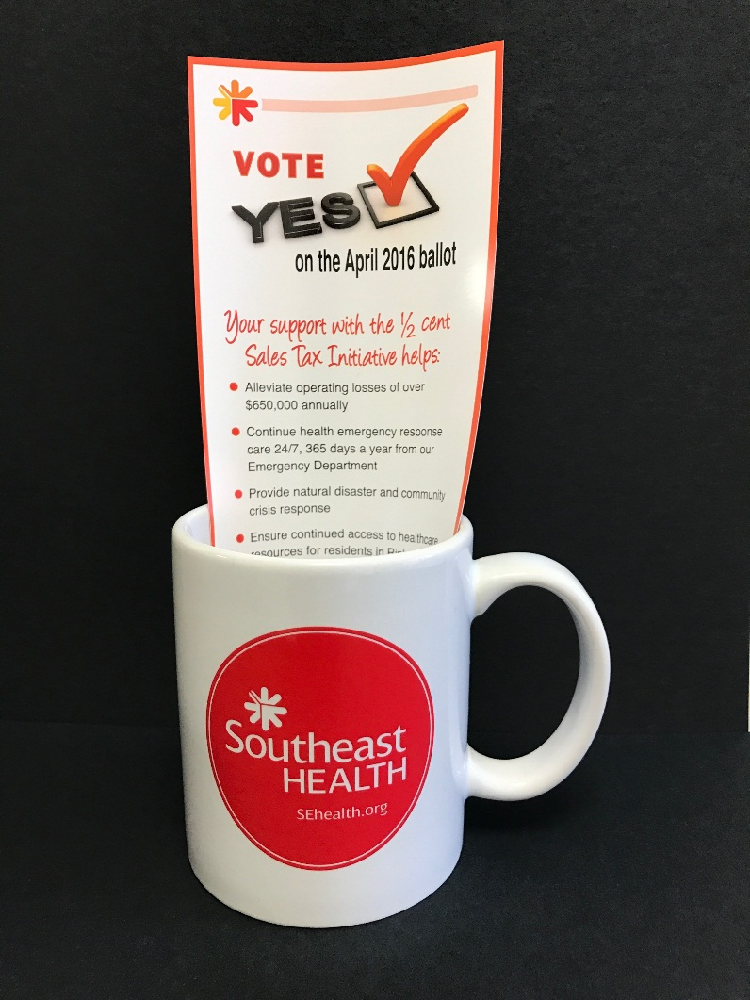 VOTE
YES
on the April 2016 ballot
Your support with the ½ cent
Sales Tax Initiative helps:
Alleviate operating losses of over
$650,000 annually
Continue health emergency response
care 24/7, 365 days a year from our
Emergency Department
Provide natural disaster and community
crisis response
Ensure continued access to healthcare
resources for residents in
Southeast
HEALTH
SEhealth.org